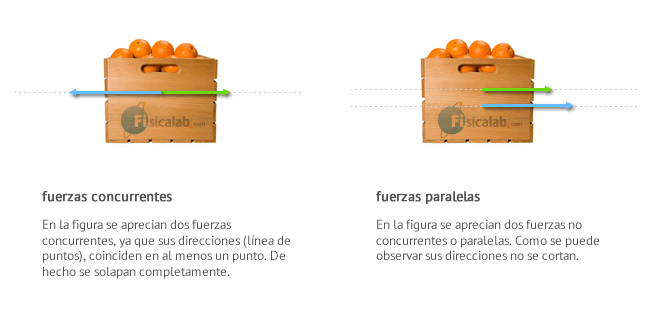 Fisicalab.com
Fisicalab.com
fuerzas concurrentes
En la figura se aprecian dos fuerzas
concurrentes, ya que sus direcciones (línea de
puntos), coinciden en al menos un punto. De
hecho se solapan completamente.
fuerzas paralelas
En la figura se aprecian dos fuerzas no
concurrentes o paralelas. Como se puede
observar sus direcciones no se cortan.